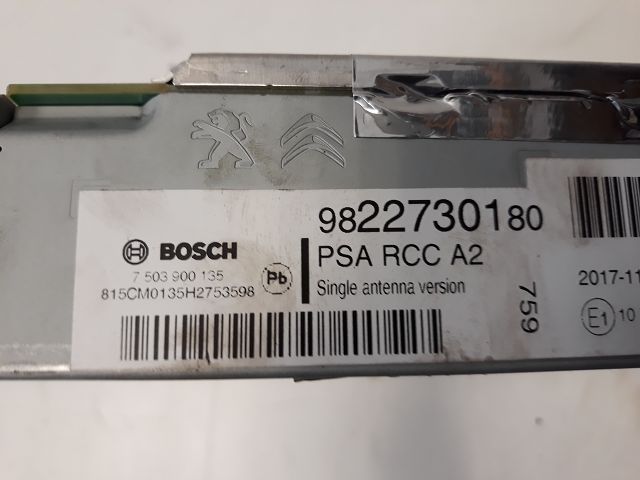 9822730180
BOSCH
PSA RCC A2
7 503 900 135
815CM0135H2753598
Pb
Single antenna version
759
2017-11
E1 10